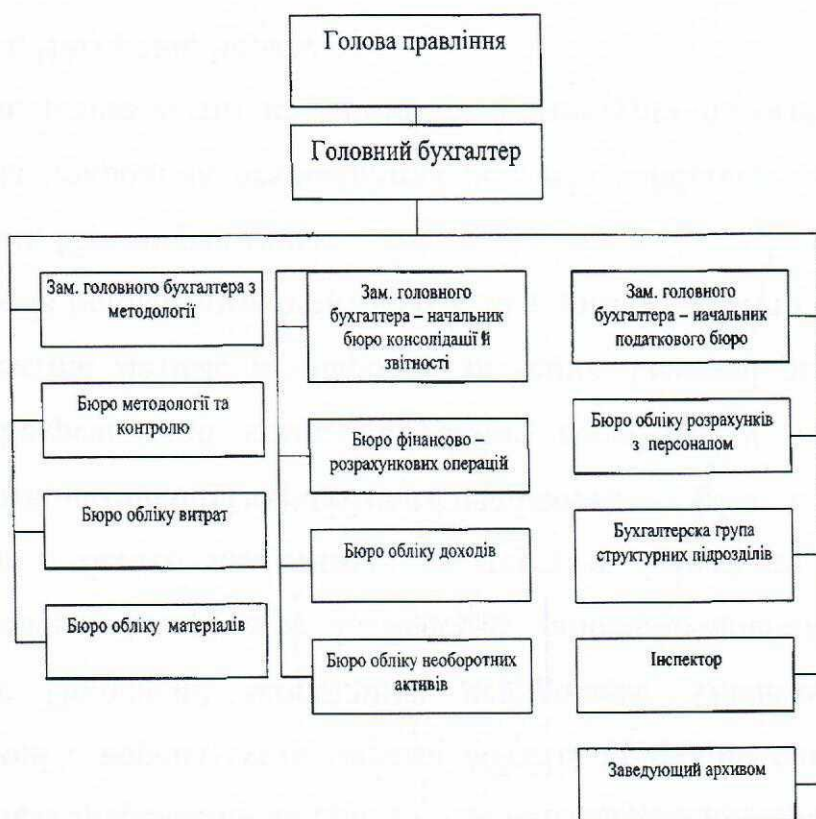 Голова правління
Головний бухгалтер
Зам. головного бухгалтера з
методології
Бюро методології та
контролю
Бюро обліку витрат
Бюро обліку матеріалів
Зам. головного
бухгалтера – начальник
бюро консолідації й
звітності
Бюро фінансово –
розрахункових операцій
Бюро обліку доходів
Бюро обліку необоротних
активів
Зам. головного
бухгалтера – начальник
податкового бюро
Бюро обліку розрахунків
з персоналом
Бухгалтерска група
структурних підрозділів
Інспектор
Заведующий архивом